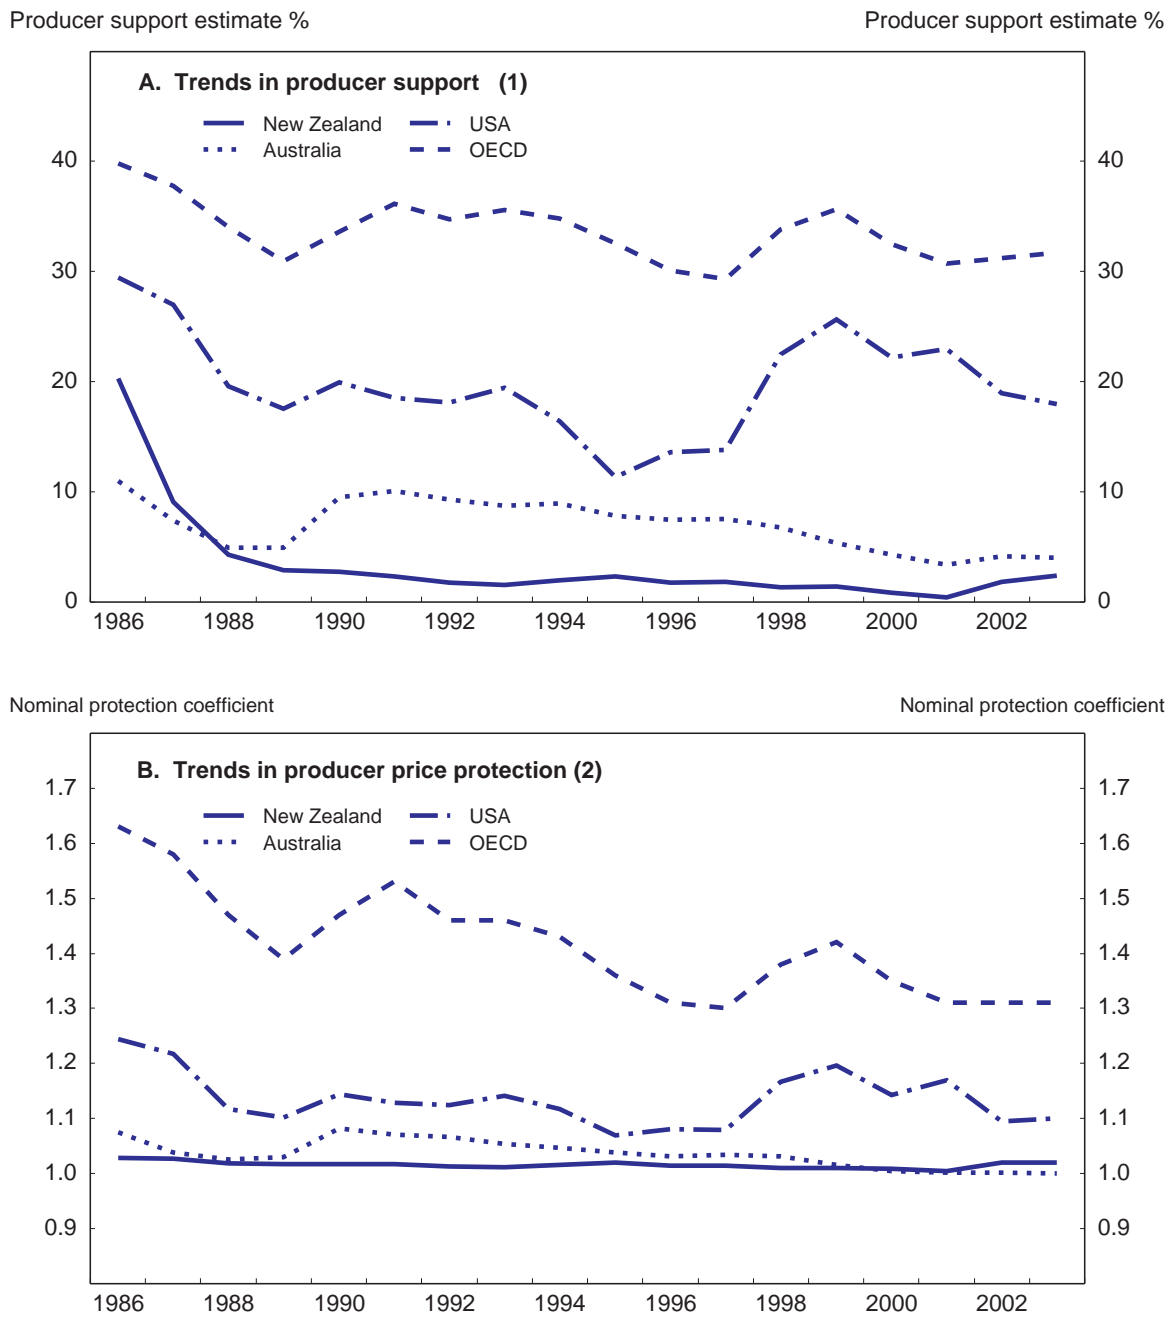 Producer support estimate % Producer support estimate %
A. Trends in producer support (1)
New Zealand USA
Australia OECD
40 40
30 30
20 20
10 10
0 0
1986 1988 1990 1992 1994 1996 1998 2000 2002
Nominal protection coefficient Nominal protection coefficient
B. Trends in producer price protection (2)
1.7 1.7
New Zealand USA
1.6 Australia OECD 1.6
1.5 1.5
1.4 1.4
1.3 1.3
1.2 1.2
1.1 1.1
1.0 1.0
0.9 0.9
1986 1988 1990 1992 1994 1996 1998 2000 2002